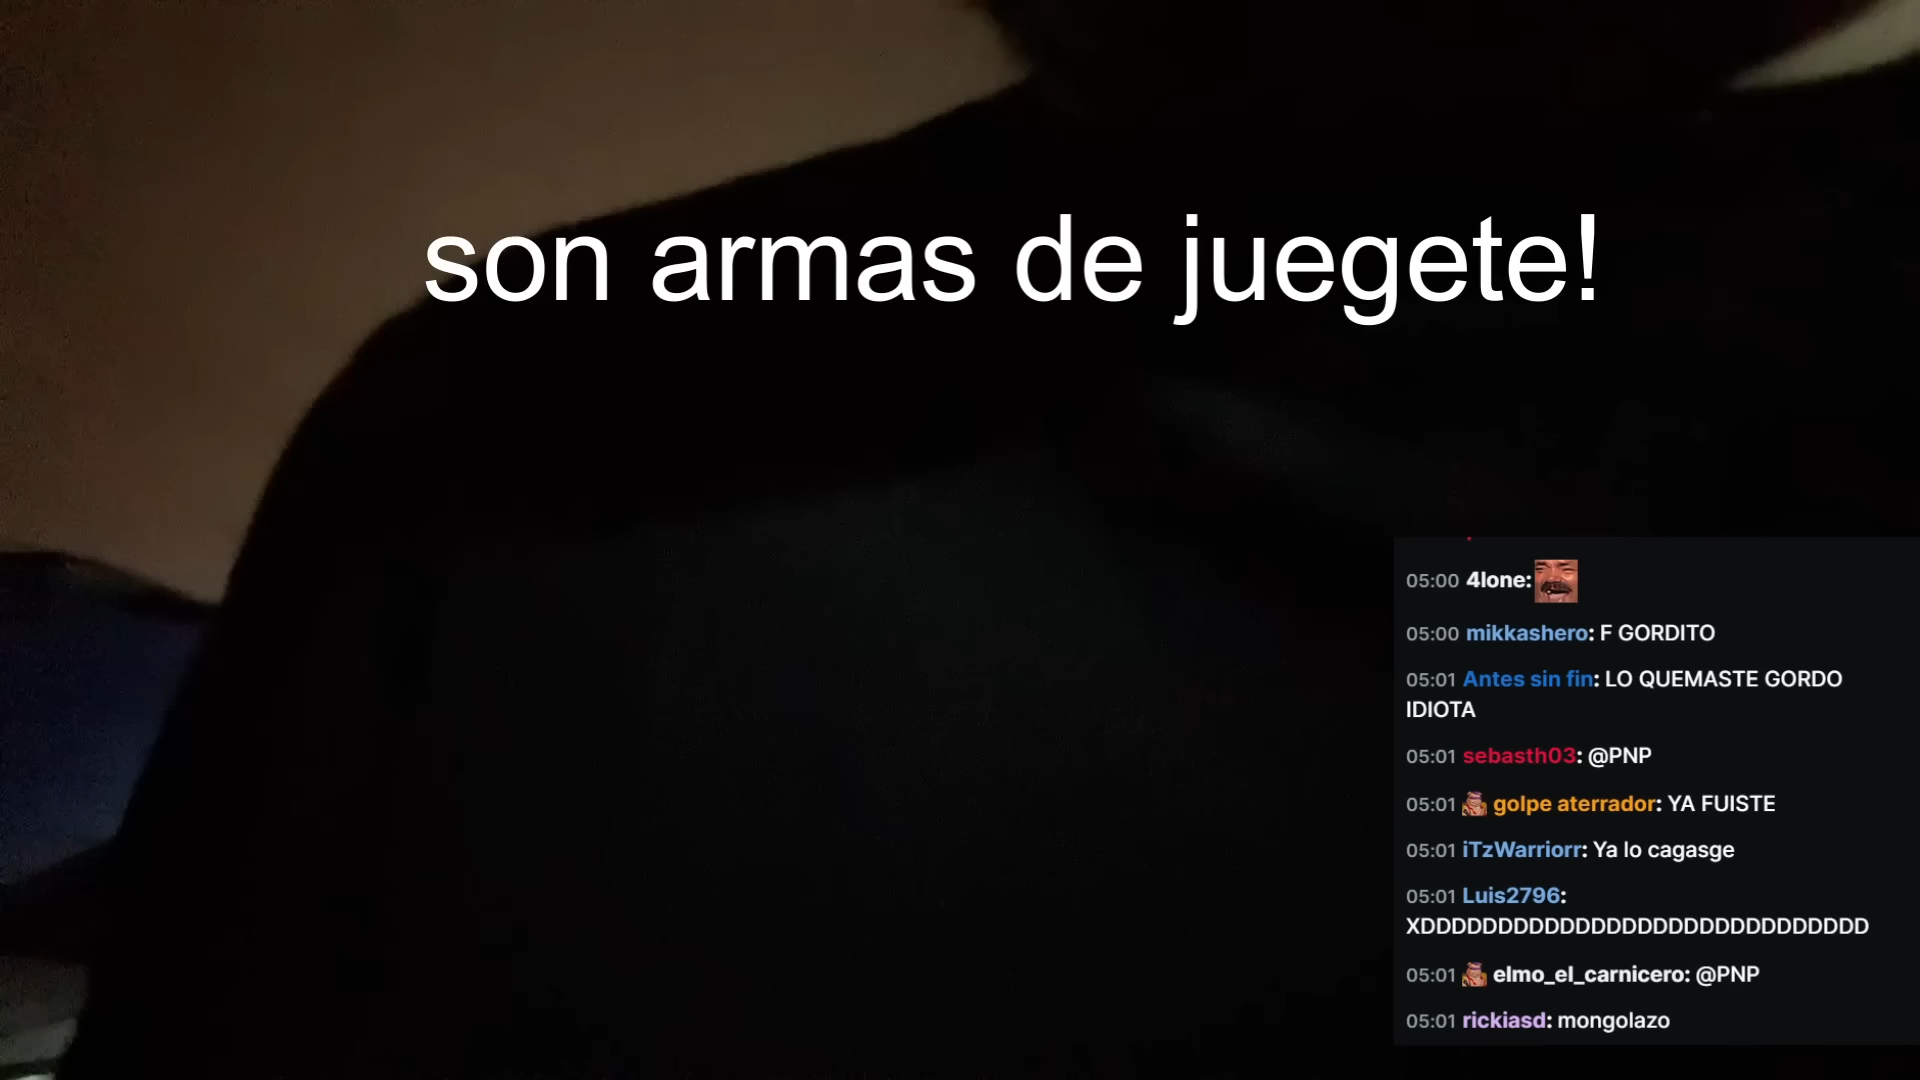 son armas de juegete!
05:00 4lone:
05:00 mikkashero: F GORDITO
05:01 Antes sin fin: LO QUEMASTE GORDO
IDIOTA
05:01 sebasth03: @PNP
05:01 golpe aterrador: YA FUISTE
05:01 iTzWarriorr: Ya lo cagasge
05:01 Luis2796:
XDDDDDDDDDDDDDDDDDDDDDDDDDDDDD
05:01 elmo_el_carnicero: @PNP
05:01 rickiasd: mongolazo